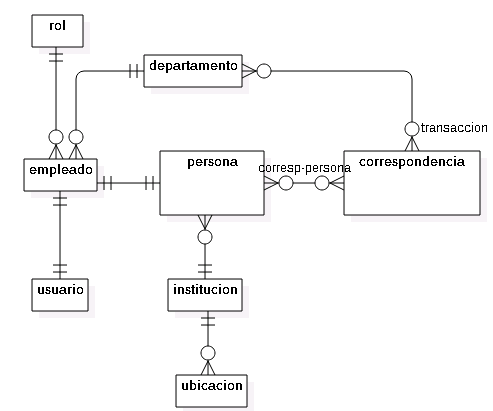 rol
departamento
transaccion
empleado
persona
corresp-persona
correspondencia
usuario
institucion
ubicacion